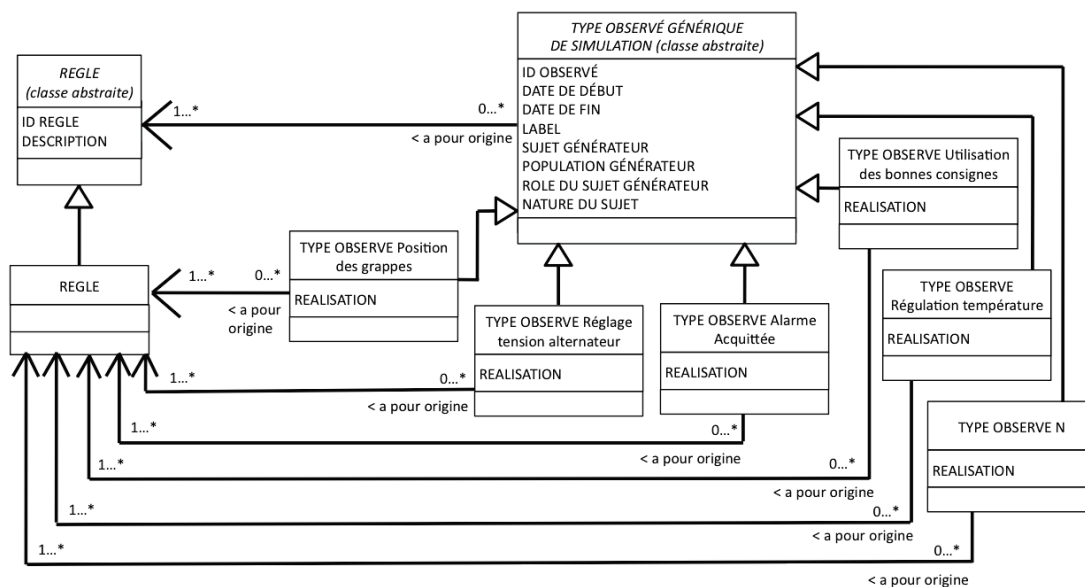 TYPE OBSERVÉ GÉNÉRIQUE
DE SIMULATION (classe abstraite)
ID OBSERVÉ
DATE DE DÉBUT
DATE DE FIN
LABEL
SUJET GÉNÉRATEUR
POPULATION GÉNÉRATEUR
ROLE DU SUJET GÉNÉRATEUR
NATURE DU SUJET
REGLE
(classe abstraite)
ID REGLE
DESCRIPTION
1...*
0...*
< a pour origine
TYPE OBSERVE Utilisation
des bonnes consignes
REALISATION
TYPE OBSERVE Position
des grappes
REALISATION
1...*
0...*
< a pour
origine
REGLE
TYPE OBSERVE Réglage
tension alternateur
REALISATION
TYPE OBSERVE Alarme
Acquittée
REALISATION
TYPE OBSERVE
Régulation température
REALISATION
TYPE OBSERVE N
REALISATION
1...*
0...*
< a pour origine
1...*
0...*
< a pour origine
1...*
0...*
< a pour origine
1...*
0...*
< a pour origine
1...*
0...*
< a pour origine